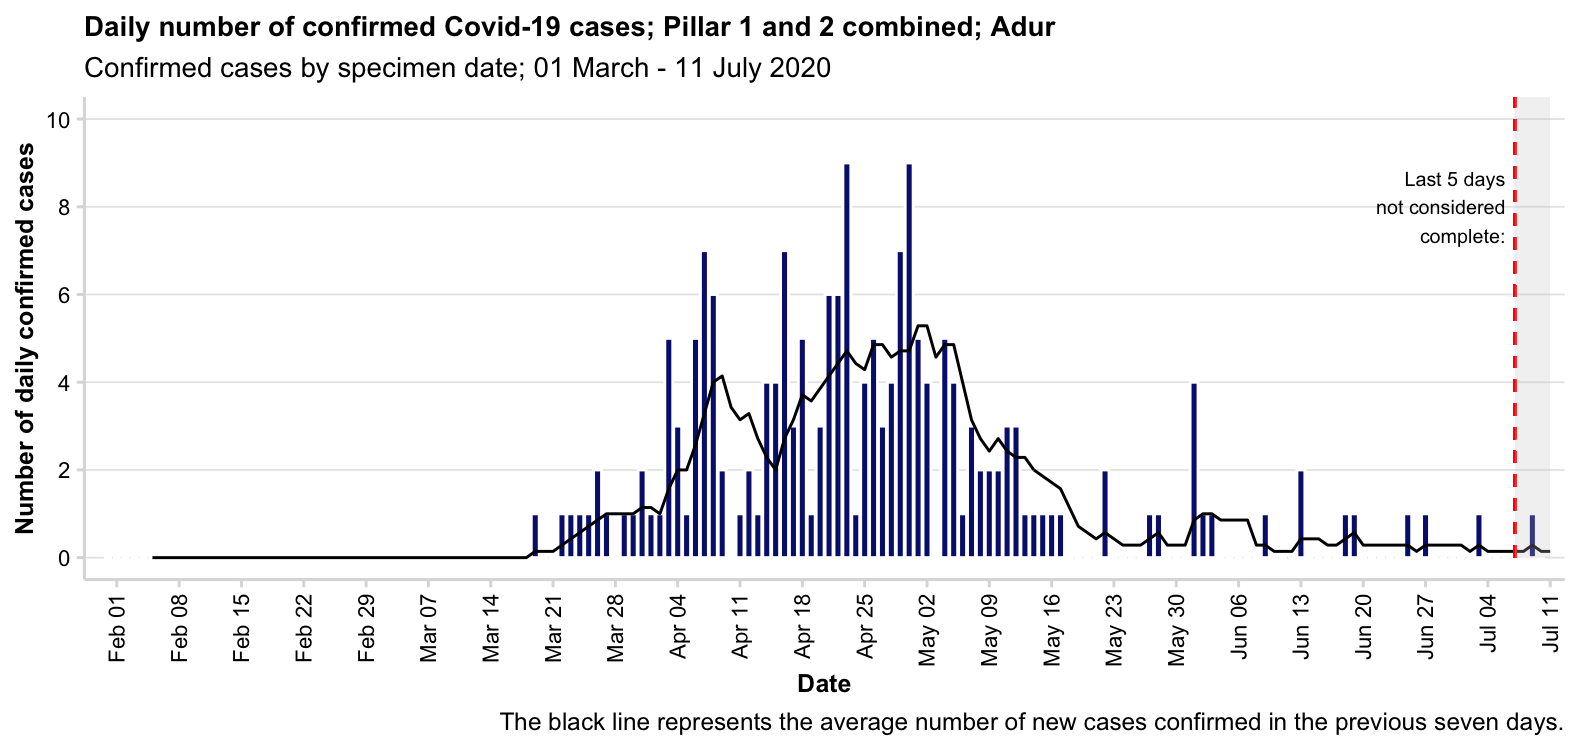 Daily number of confirmed Covid-19 cases; Pillar 1 and 2 combined; Adur
Confirmed cases by specimen date; 01 March - 11 July 2020
Number of daily confirmed cases
10
8
6
4
2
0
Last 5 days
not considered
complete:
Feb 01
Feb 08
Feb 15
Feb 22
Feb 29
Mar 07
Mar 14
Mar 21
Mar 28
Apr 04
Apr 11
Apr 18
Apr 25
May 02
May 09
May 16
May 23
May 30
Jun 06
Jun 13
Jun 20
Jun 27
Jul 04
Jul 11
Date
The black line represents the average number of new cases confirmed in the previous seven days.